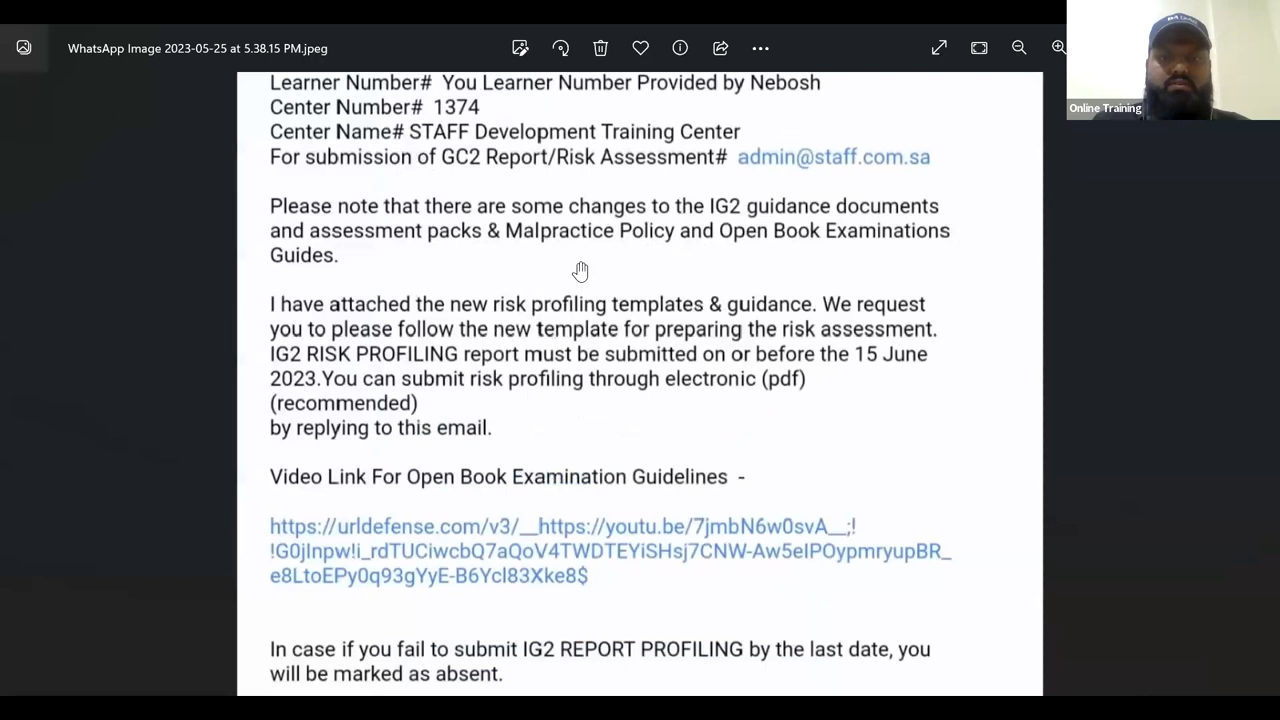 WhatsApp Image 2023-05-25 at 5.38.15 PM.jpeg
Online Training
Learner Number# You Learner Number Provided by Nebosh
Center Number# 1374
Center Name# STAFF Development Training Center
For submission of GC2 Report/Risk Assessment# admin@staff.com.sa
Please note that there are some changes to the IG2 guidance documents
and assessment packs & Malpractice Policy and Open Book Examinations
Guides.
I have attached the new risk profiling templates & guidance. We request
you to please follow the new template for preparing the risk assessment.
IG2 RISK PROFILING report must be submitted on or before the 15 June
2023.You can submit risk profiling through electronic (pdf)
(recommended)
by replying to this email.
Video Link For Open Book Examination Guidelines -
https://urldefense.com/v3/__https://youtu.be/7jmbN6w0svA__;!
!G0jInpw!i_rdTUCiwcbQ7aQoV4TWDTEYiSHsj7CNW-Aw5eIPOypmryupBR_
e8LtoEPy0q93gYyE-B6Ycl83Xke8$
In case if you fail to submit IG2 REPORT PROFILING by the last date, you
will be marked as absent.